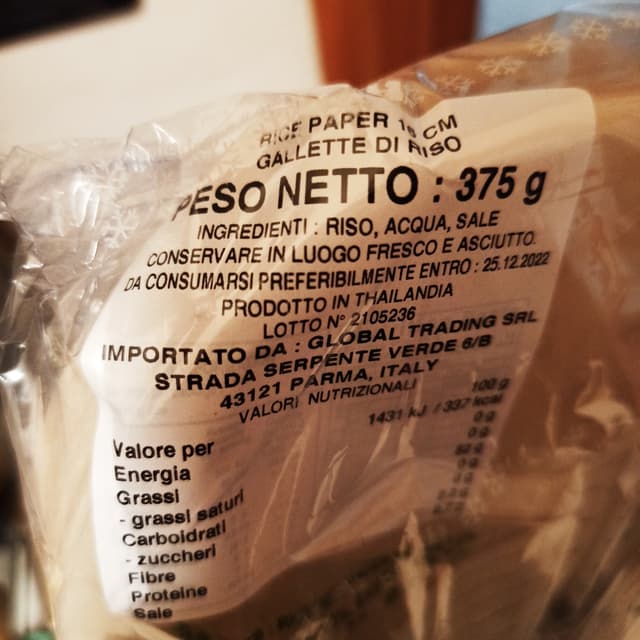 RICE PAPER 16 CM
GALLETTE DI RISO
PESO NETTO : 375 g
INGREDIENTI : RISO, ACQUA, SALE
CONSERVARE IN LUOGO FRESCO E ASCIUTTO.
DA CONSUMARSI PREFERIBILMENTE ENTRO : 25.12.2022
PRODOTTO IN THAILANDIA
LOTTO N° 2105236
IMPORTATO DA : GLOBAL TRADING SRL
STRADA SERPENTE VERDE 6/B
43121 PARMA, ITALY
VALORI NUTRIZIONALI
Valore per 100 g
Energia 1431 kJ / 337 kcal
Grassi 0 g
- grassi saturi 0 g
Carboidrati
- zuccheri
Fibre
Proteine
Sale